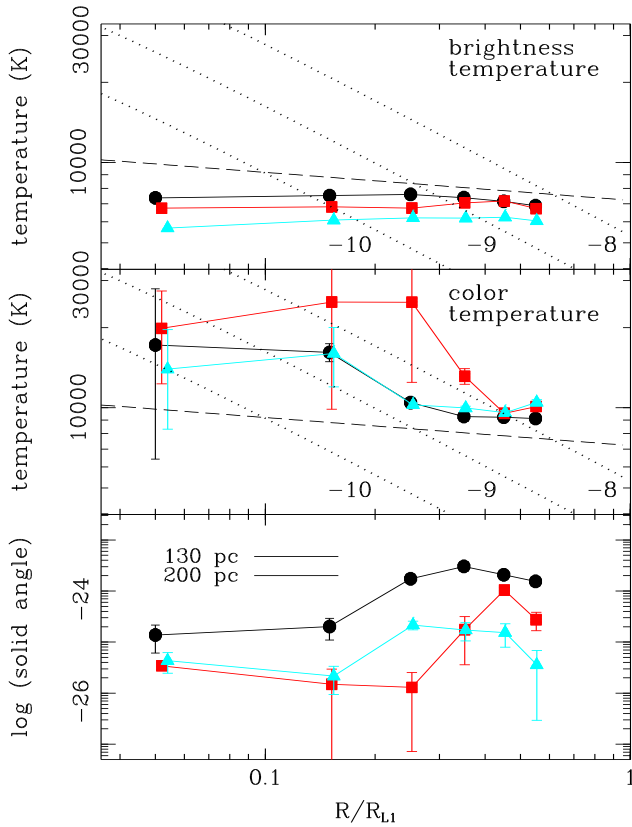 30000
brightness
temperature
10000
-10
-9
-8
temperature (K)
30000
color
temperature
10000
-10
-9
-8
temperature (K)
130 pc
200 pc
-24
-26
log (solid angle)
0.1
1
R/R_L1